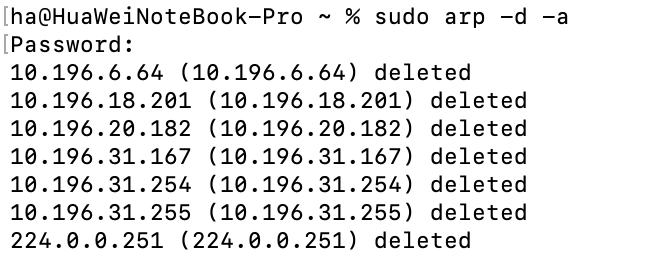 [ha@HuaWeiNoteBook-Pro ~ % sudo arp -d -a
[Password:
10.196.6.64 (10.196.6.64) deleted
10.196.18.201 (10.196.18.201) deleted
10.196.20.182 (10.196.20.182) deleted
10.196.31.167 (10.196.31.167) deleted
10.196.31.254 (10.196.31.254) deleted
10.196.31.255 (10.196.31.255) deleted
224.0.0.251 (224.0.0.251) deleted